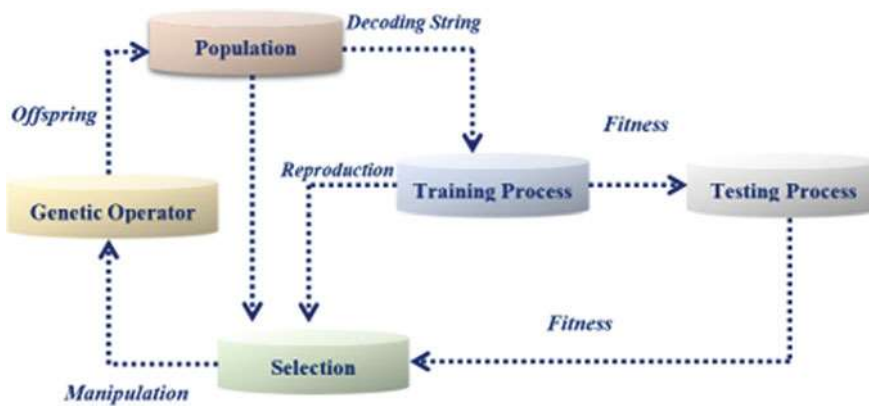 Decoding String
Population
Offspring
Fitness
Reproduction
Training Process
Testing Process
Genetic Operator
Fitness
Selection
Manipulation